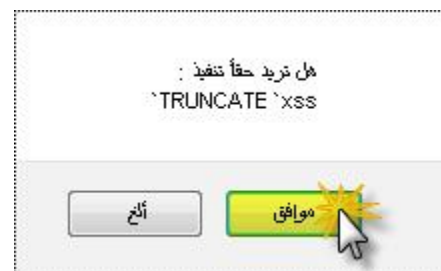 هل تريد حقاً تنفيذ :
TRUNCATE `xss`
موافق
ألغ